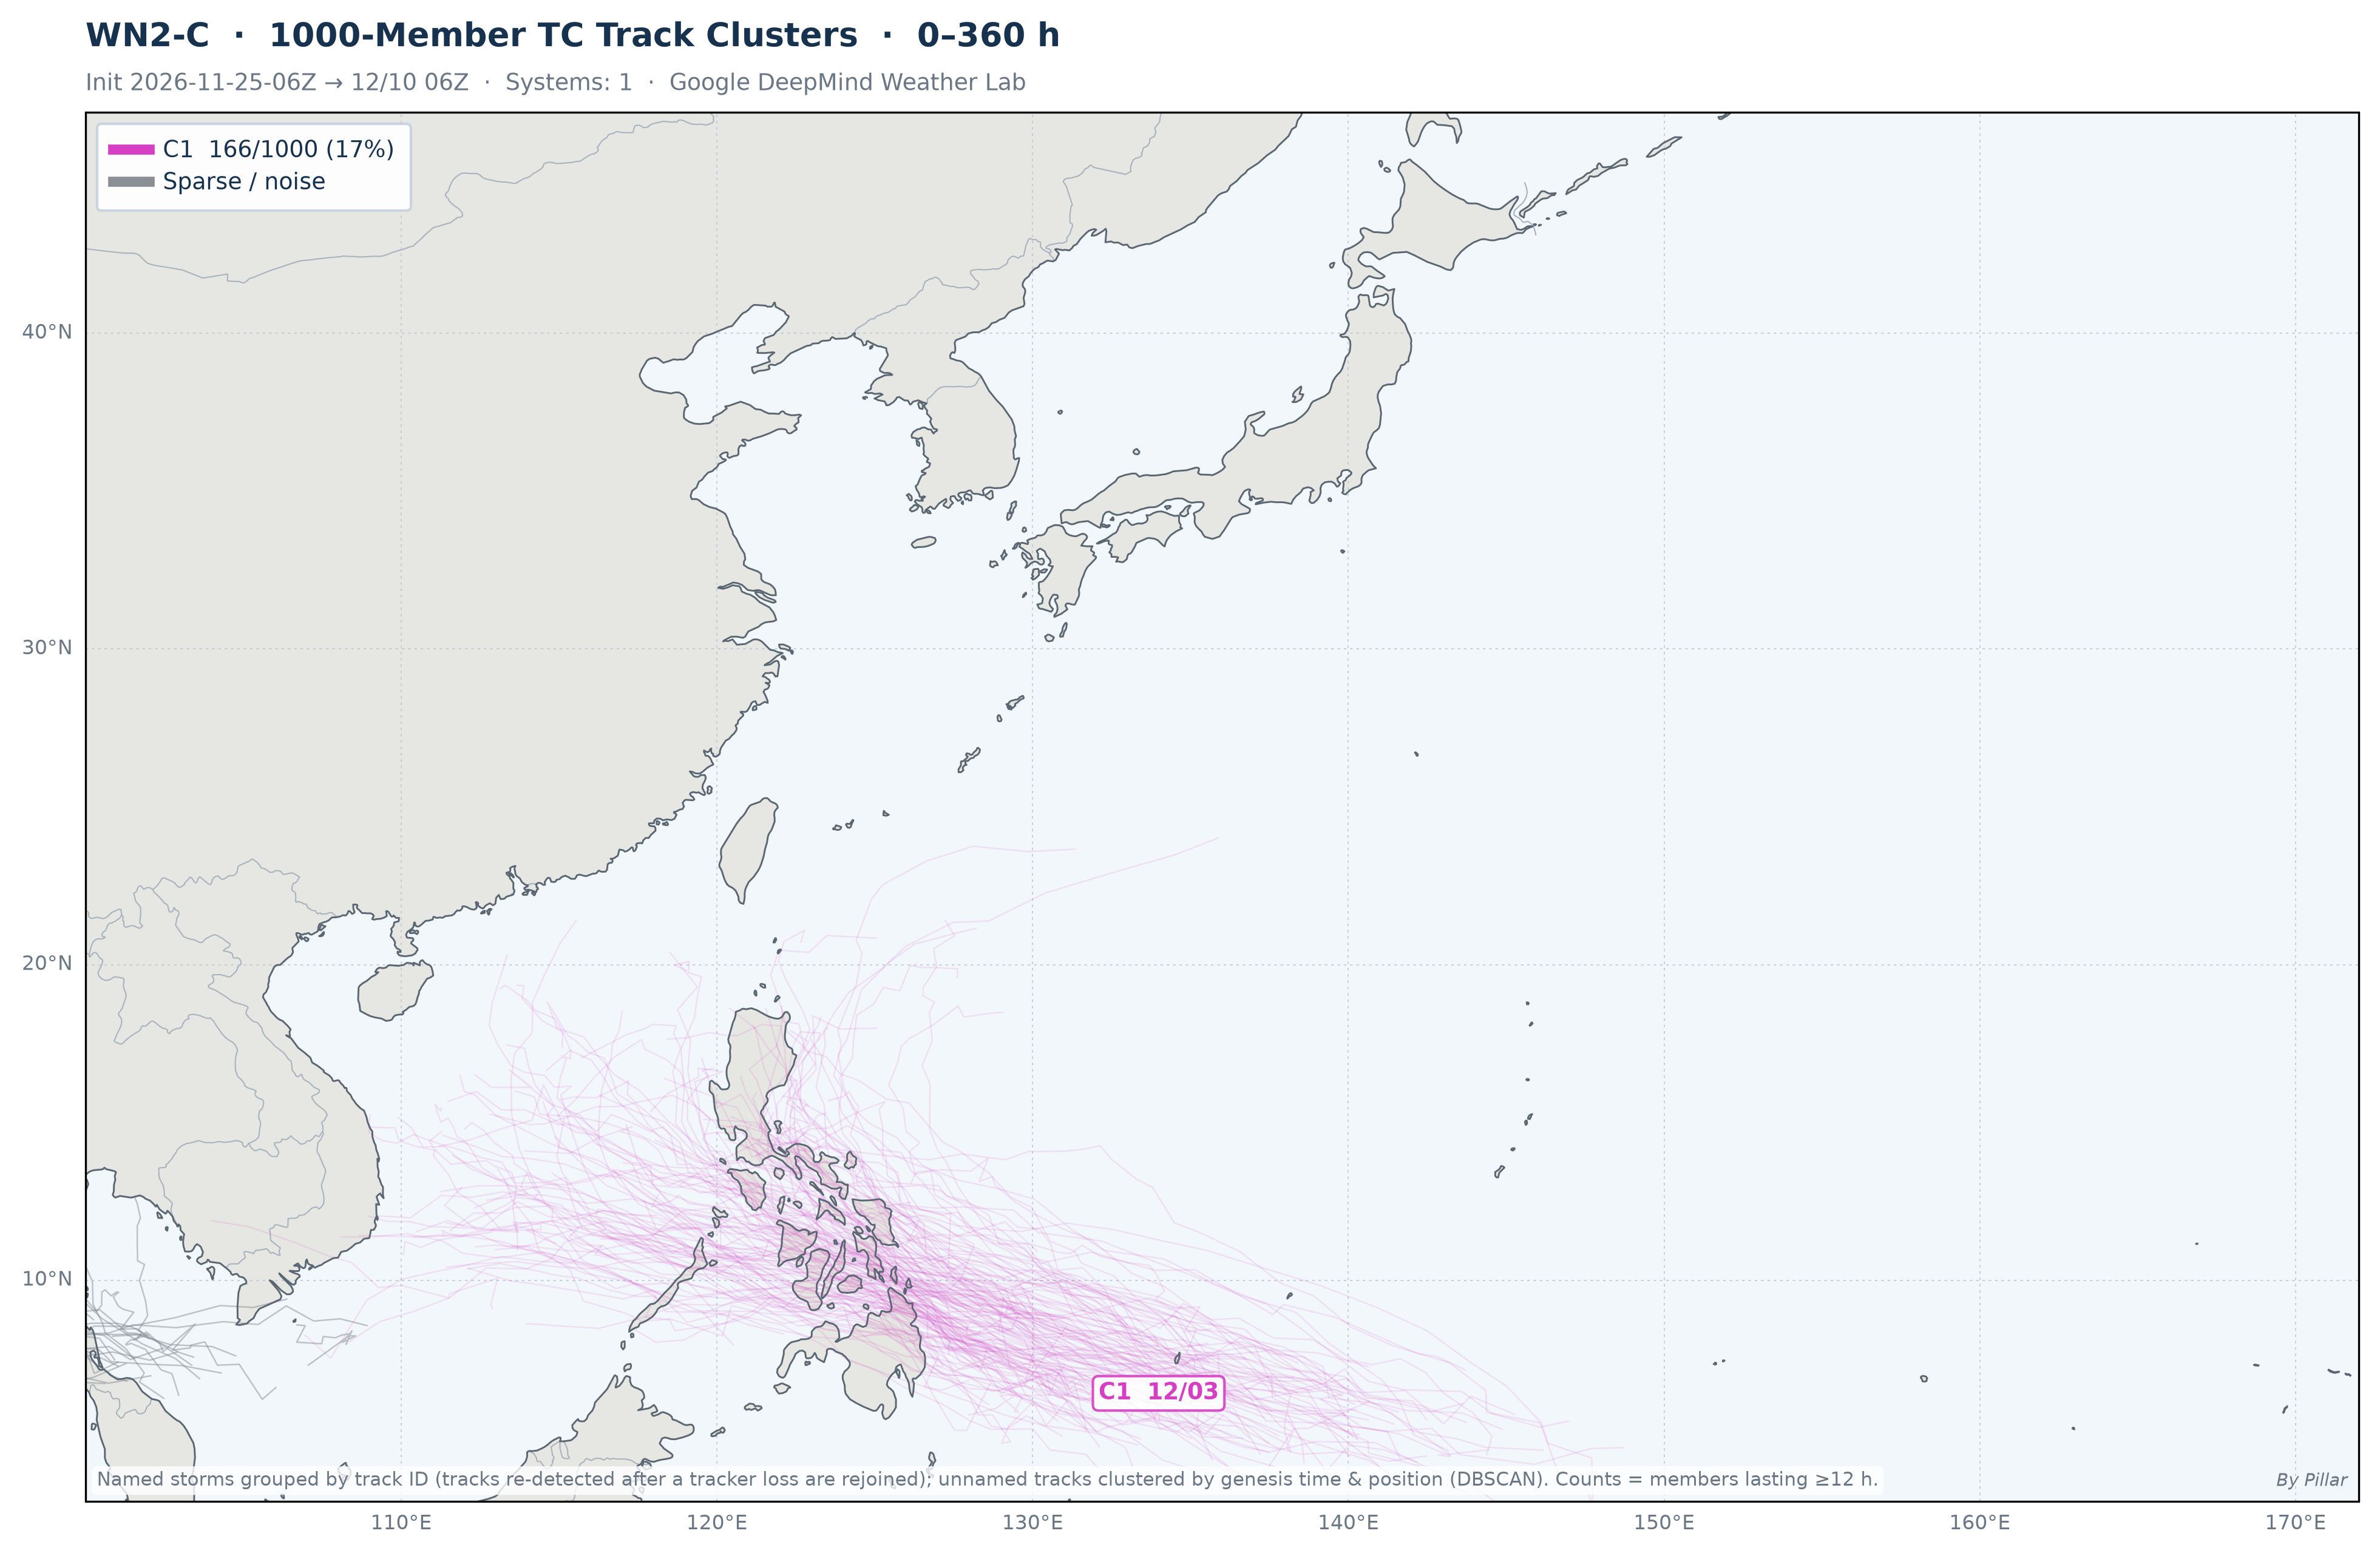 WN2-C · 1000-Member TC Track Clusters · 0–360 h
Init 2026-11-25-06Z → 12/10 06Z · Systems: 1 · Google DeepMind Weather Lab
C1 166/1000 (17%)
Sparse / noise
40°N
30°N
20°N
10°N
C1 12/03
Named storms grouped by track ID (tracks re-detected after a tracker loss are rejoined); unnamed tracks clustered by genesis time & position (DBSCAN). Counts = members lasting ≥12 h.
By Pillar
110°E
120°E
130°E
140°E
150°E
160°E
170°E